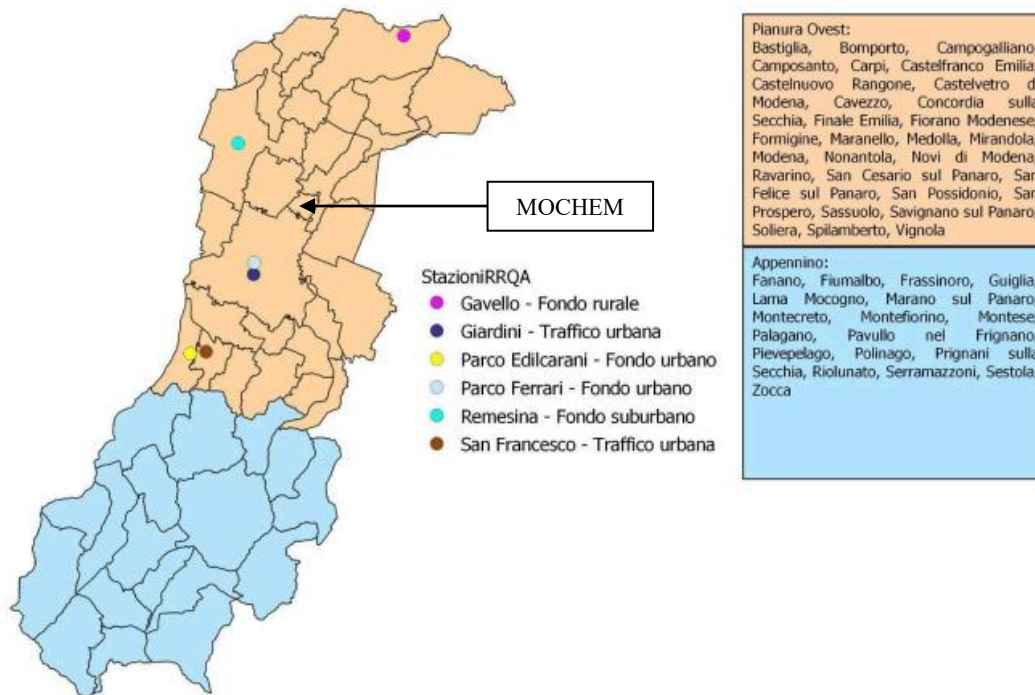 MOCHEM
StazioniRRQA
Gavello - Fondo rurale
Giardini - Traffico urbana
Parco Edilcarani - Fondo urbano
Parco Ferrari - Fondo urbano
Remesina - Fondo suburbano
San Francesco - Traffico urbana
Pianura Ovest:
Bastiglia, Bomporto, Campogalliano,
Camposanto, Carpi, Castelfranco Emilia,
Castelnuovo Rangone, Castelvetro d
Modena, Cavezzo, Concordia sulla
Secchia, Finale Emilia, Fiorano Modenese,
Formigine, Maranello, Medolla, Mirandola,
Modena, Nonantola, Novi di Modena,
Ravarino, San Cesario sul Panaro, San
Felice sul Panaro, San Possidonio, San
Prospero, Sassuolo, Savignano sul Panaro,
Soliera, Spilamberto, Vignola
Appennino:
Fanano, Fiumalbo, Frassinoro, Guiglia,
Lama Mocogno, Marano sul Panaro,
Montecreto, Montefiorino, Montese,
Palagano, Pavullo nel Frignano,
Pievepelago, Polinago, Prignani sulla
Secchia, Riolunato, Serramazzoni, Sestola,
Zocca